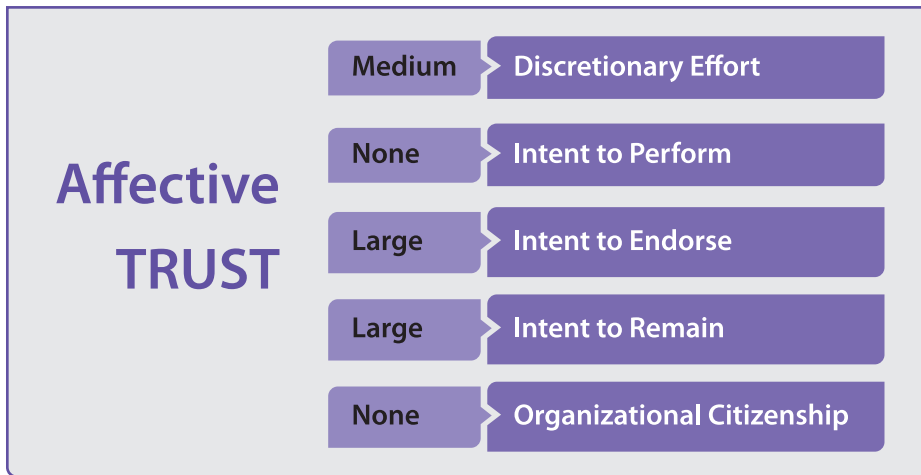 Affective
TRUST
Medium Discretionary Effort
None Intent to Perform
Large Intent to Endorse
Large Intent to Remain
None Organizational Citizenship